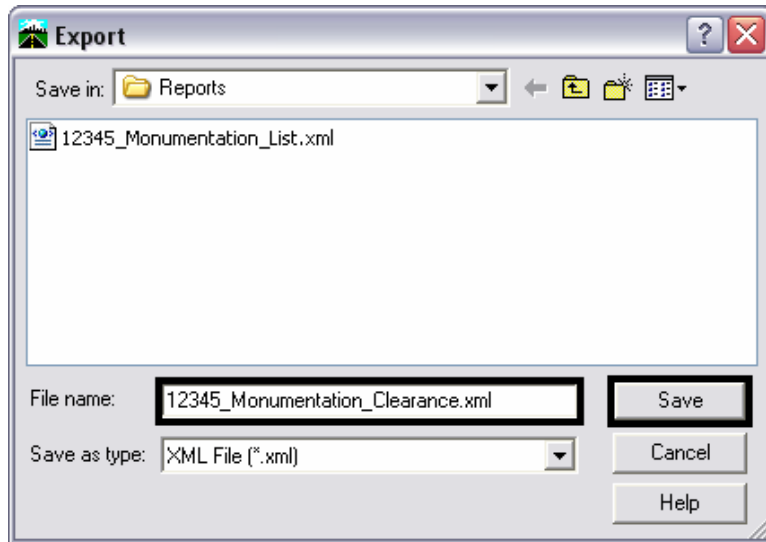 Export
Save in: Reports
12345_Monumentation_List.xml
File name: 12345_Monumentation_Clearance.xml Save
Save as type: XML File (*.xml) Cancel
Help